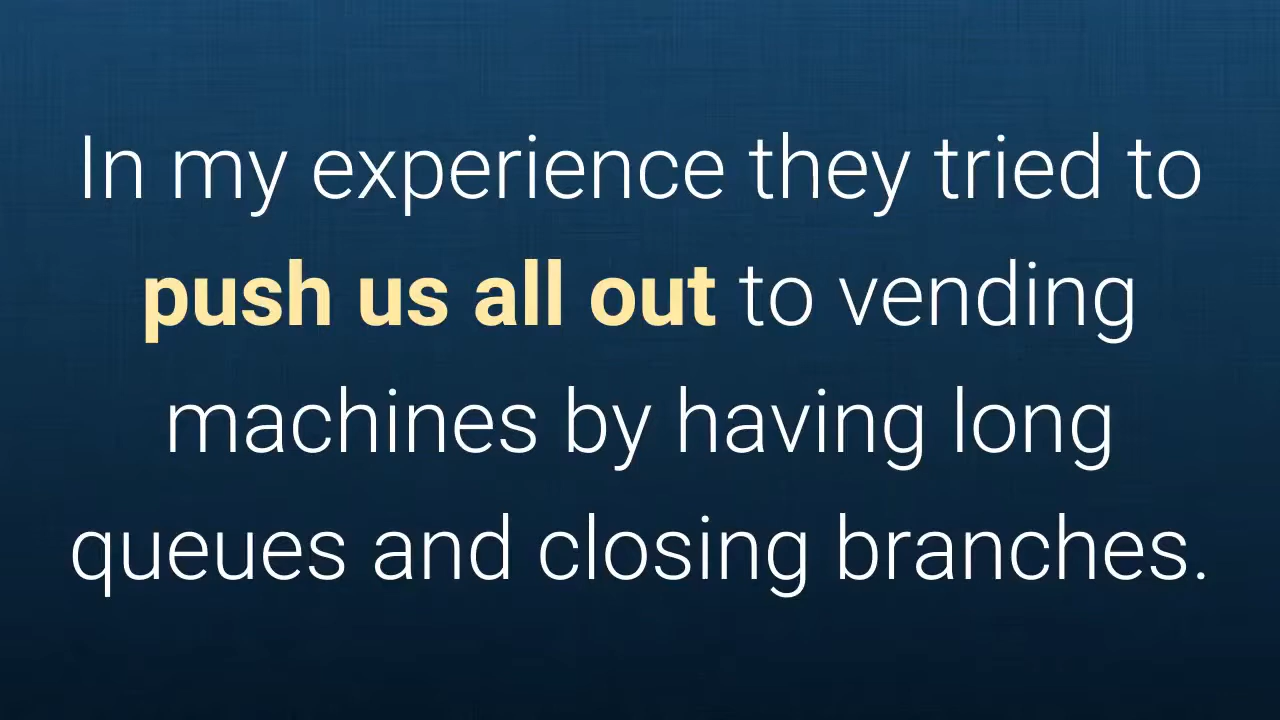 In my experience they tried to
push us all out to vending
machines by having long
queues and closing branches.